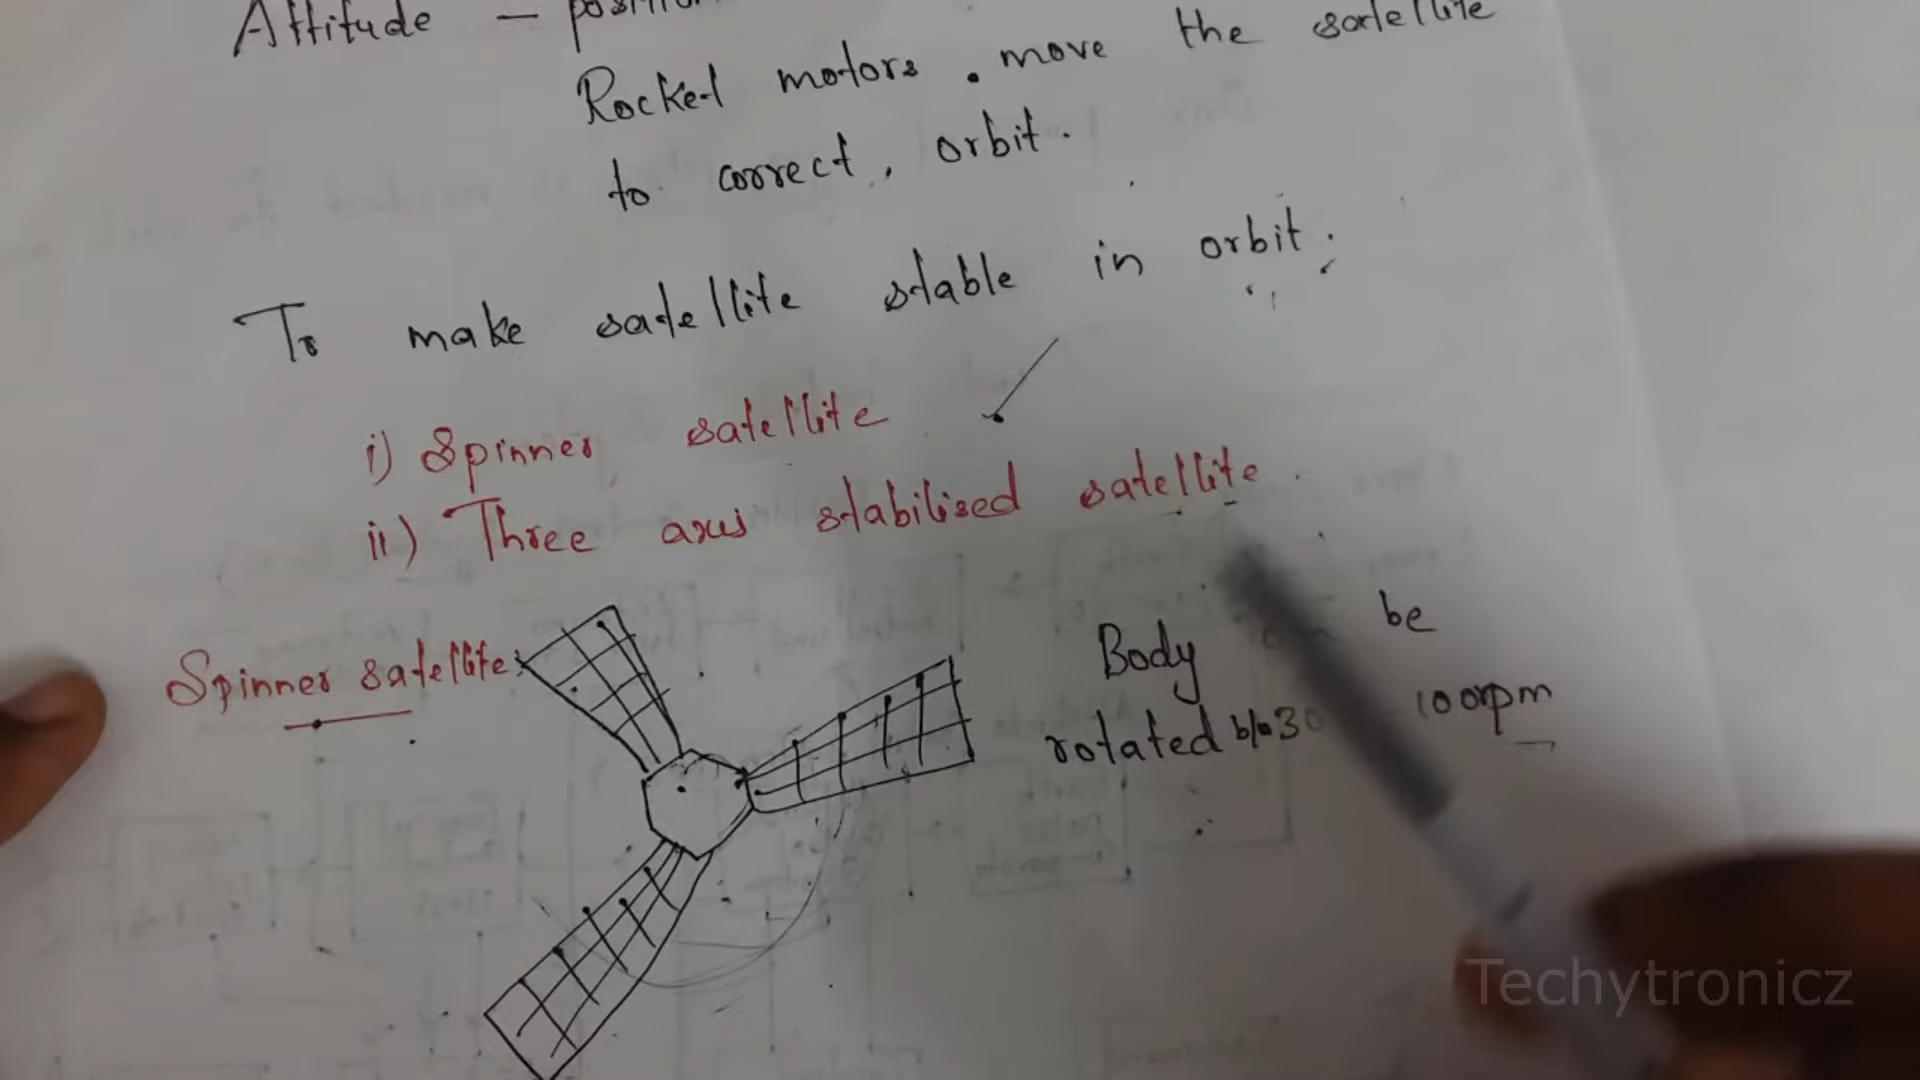 Attitude —
Rocket motors . move the satellite
to correct , orbit .
To make satellite stable in orbit .
i) Spinner satellite
ii) Three axis stabilised satellite .
Spinner satellite :
Body be
rotated b/w 30 100rpm
Techytronicz